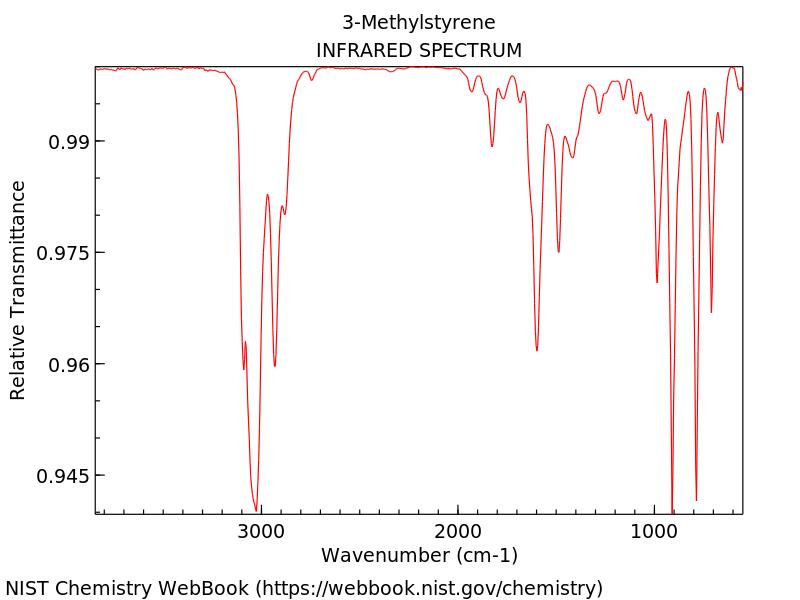 3-Methylstyrene
INFRARED SPECTRUM
0.99
0.975
0.96
0.945
Relative Transmittance
3000 2000 1000
Wavenumber (cm-1)
NIST Chemistry WebBook (https://webbook.nist.gov/chemistry)